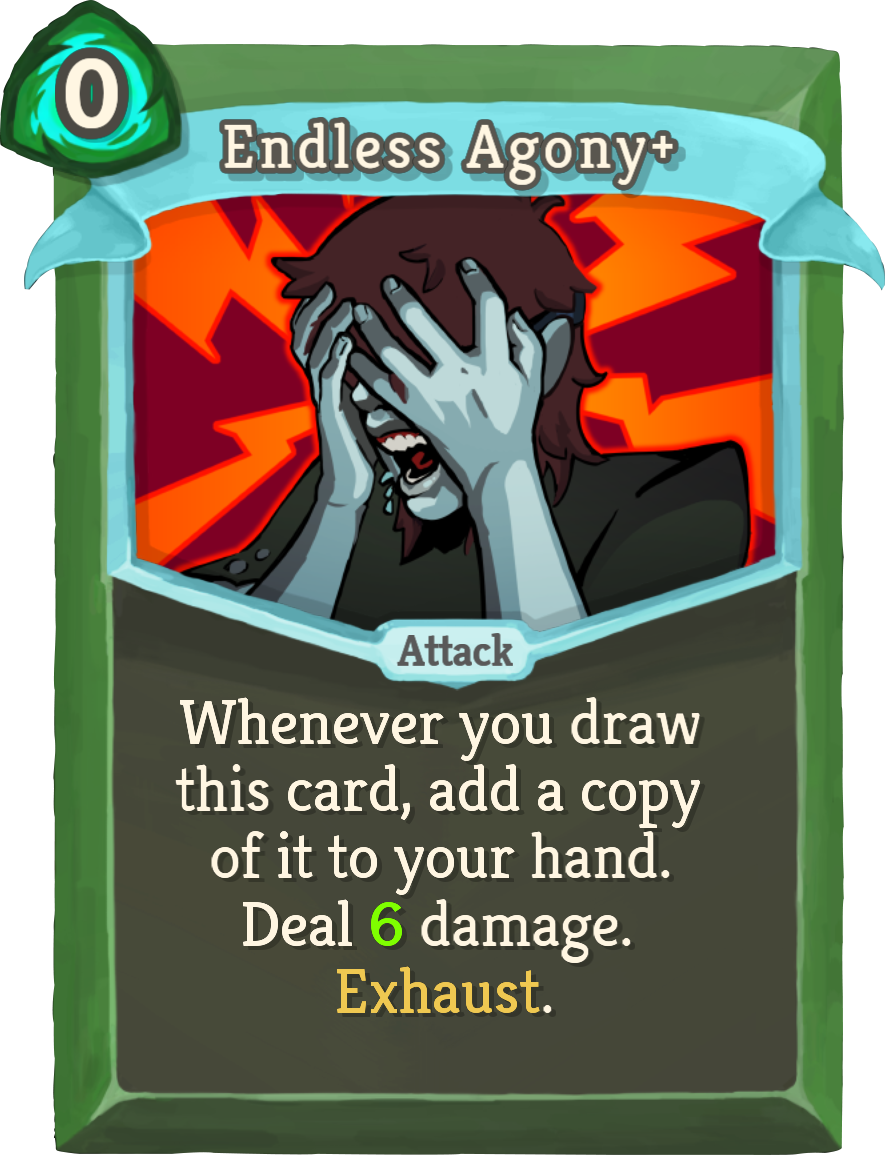 0
Endless Agony+
Attack
Whenever you draw
this card, add a copy
of it to your hand.
Deal 6 damage.
Exhaust.